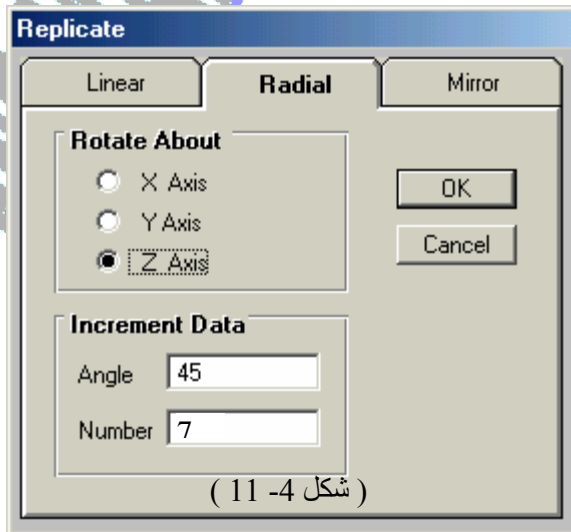 Replicate
Linear Radial Mirror
Rotate About
X Axis
Y Axis
Z Axis
OK
Cancel
Increment Data
Angle 45
Number 7
( شكل 4- 11 )